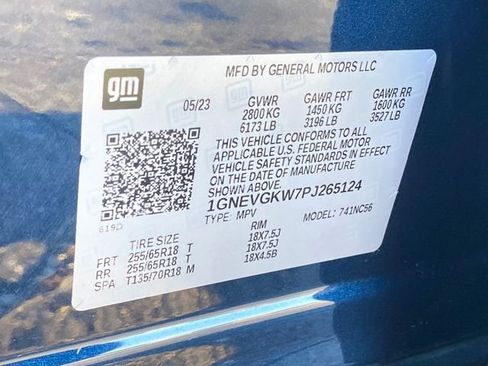 gm
MFD BY GENERAL MOTORS LLC
05/23 GVWR GAWR FRT GAWR RR
2800 KG 1450 KG 1600 KG
6173 LB 3196 LB 3527 LB
THIS VEHICLE CONFORMS TO ALL
APPLICABLE U.S. FEDERAL MOTOR
VEHICLE SAFETY STANDARDS IN EFFECT
ON THE DATE OF MANUFACTURE
SHOWN ABOVE.
1GNEVGKW7PJ265124
619D TYPE MPV MODEL: 741NC56
TIRE SIZE RIM
FRT 255/65R18 T 18X7.5J
RR 255/65R18 T 18X7.5J
SPA T135/70R18 M 18X4.5B